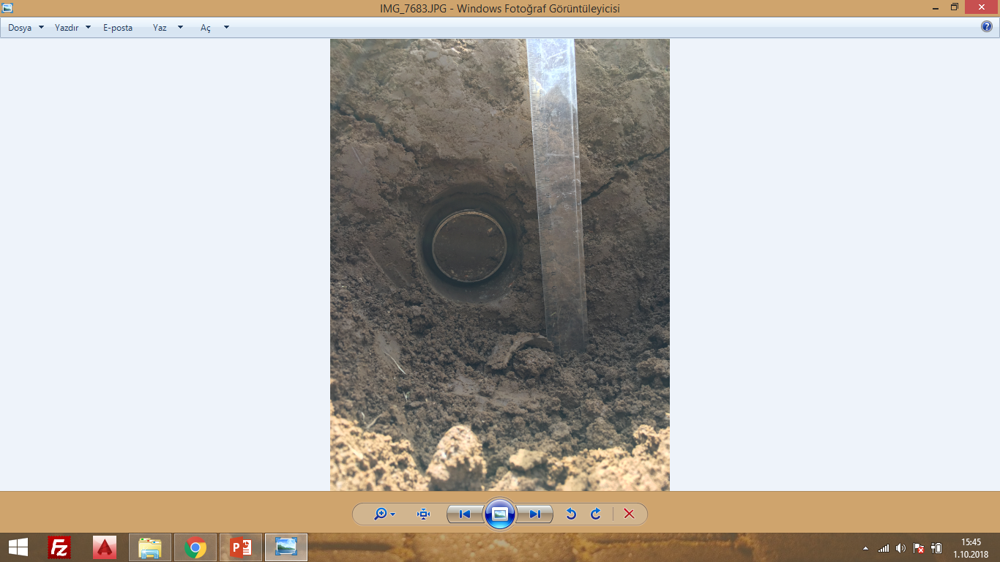 IMG_7683.JPG - Windows Fotoğraf Görüntüleyicisi
Dosya Yazdır E-posta Yaz Aç
15:45
1.10.2018